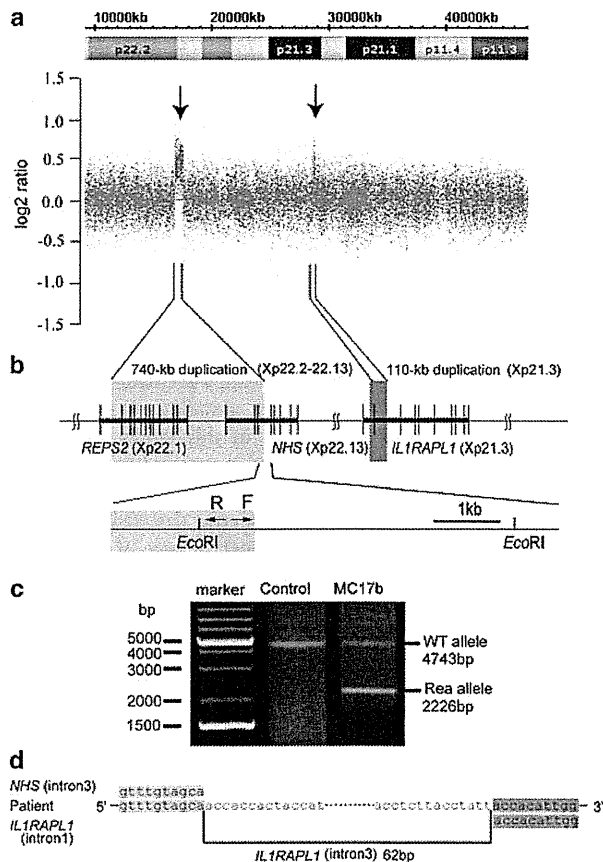 a
10000kb 20000kb 30000kb 40000kb
p22.2 p21.3 p21.1 p11.4 p11.3
1.5
1.0
0.5
0.0
-0.5
-1.0
-1.5
log2 ratio
b
740-kb duplication (Xp22.2-22.13) 110-kb duplication (Xp21.3)
REPS2 (Xp22.1) NHS (Xp22.13) IL1RAPL1 (Xp21.3)
R F 1kb
EcoRI EcoRI
c
bp marker Control MC17b
5000
4000
3000
2000
1500
WT allele
4743bp
Rea allele
2226bp
d
NHS (intron3) gtttgtagca
Patient 5' gtttgtagcaaccaccactaccat--------acctcttacctattaccacattgg 3'
IL1RAPL1 accacattgg
(intron1)
IL1RAPL1 (intron3) 62bp